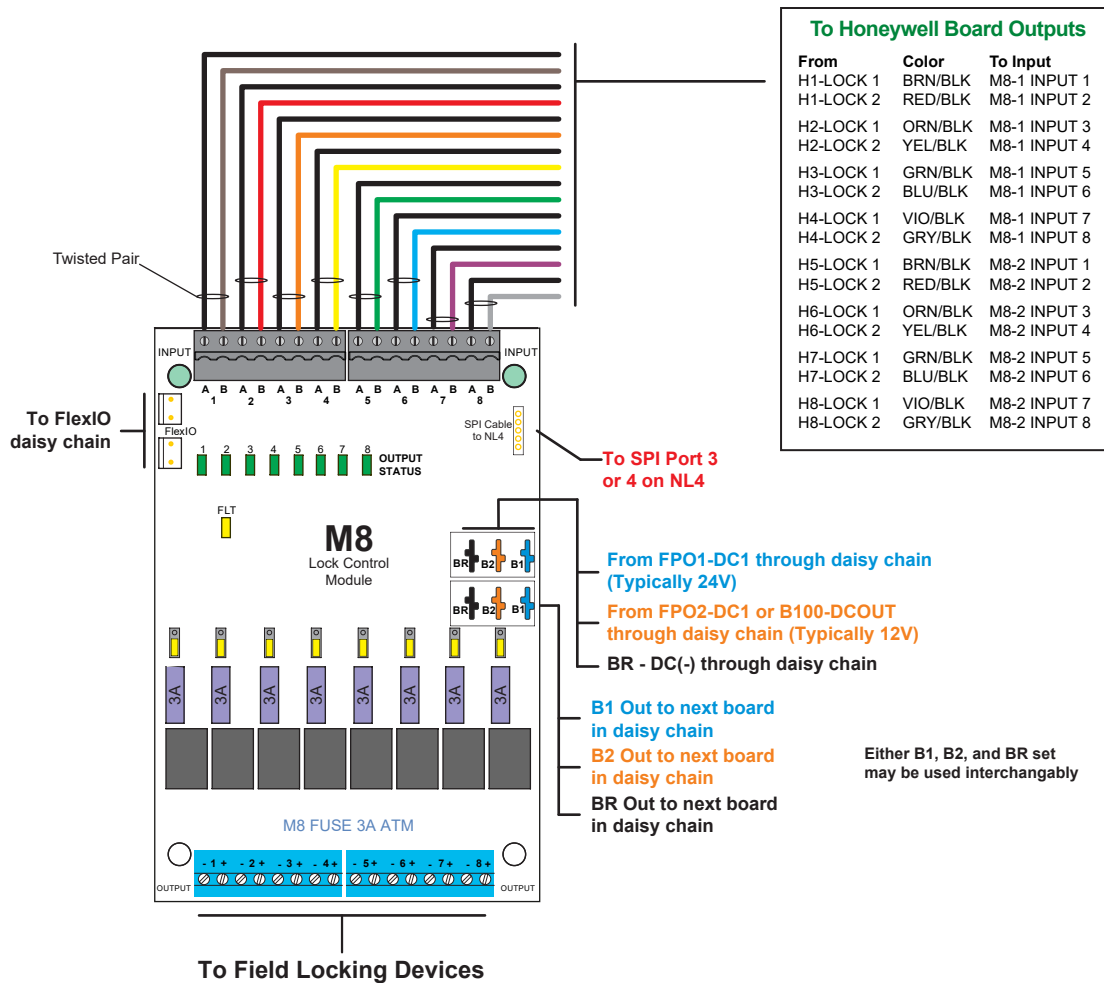 To Honeywell Board Outputs
From Color To Input
H1-LOCK 1 BRN/BLK M8-1 INPUT 1
H1-LOCK 2 RED/BLK M8-1 INPUT 2
H2-LOCK 1 ORN/BLK M8-1 INPUT 3
H2-LOCK 2 YEL/BLK M8-1 INPUT 4
H3-LOCK 1 GRN/BLK M8-1 INPUT 5
H3-LOCK 2 BLU/BLK M8-1 INPUT 6
H4-LOCK 1 VIO/BLK M8-1 INPUT 7
H4-LOCK 2 GRY/BLK M8-1 INPUT 8
H5-LOCK 1 BRN/BLK M8-2 INPUT 1
H5-LOCK 2 RED/BLK M8-2 INPUT 2
H6-LOCK 1 ORN/BLK M8-2 INPUT 3
H6-LOCK 2 YEL/BLK M8-2 INPUT 4
H7-LOCK 1 GRN/BLK M8-2 INPUT 5
H7-LOCK 2 BLU/BLK M8-2 INPUT 6
H8-LOCK 1 VIO/BLK M8-2 INPUT 7
H8-LOCK 2 GRY/BLK M8-2 INPUT 8
Twisted Pair
INPUT INPUT
A B A B A B A B A B A B A B A B
1 2 3 4 5 6 7 8
To FlexIO
daisy chain
FlexIO
SPI Cable
to NL4
1 2 3 4 5 6 7 8
OUTPUT
STATUS
To SPI Port 3
or 4 on NL4
FLT
M8
Lock Control
Module
BR B2 B1
BR B2 B1
From FPO1-DC1 through daisy chain
(Typically 24V)
From FPO2-DC1 or B100-DCOUT
through daisy chain (Typically 12V)
BR - DC(-) through daisy chain
B1 Out to next board
in daisy chain
B2 Out to next board
in daisy chain
BR Out to next board
in daisy chain
Either B1, B2, and BR set
may be used interchangably
3A 3A 3A 3A 3A 3A 3A 3A
M8 FUSE 3A ATM
- 1 + - 2 + - 3 + - 4 + - 5 + - 6 + - 7 + - 8 +
OUTPUT OUTPUT
To Field Locking Devices